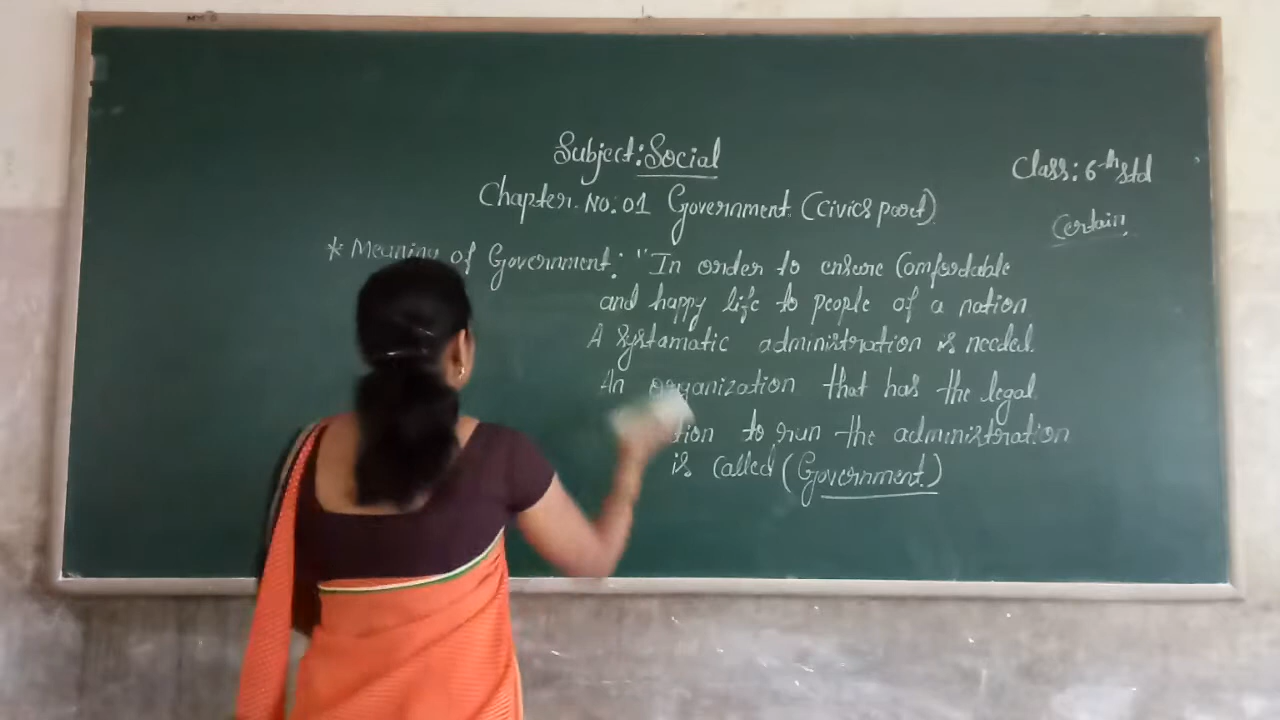 Subject: Social
Class: 6th std
Chapter. No: 01 Government (Civics part)
Certain
* Meaning of Government: "In order to ensure Comfordable
and happy life to people of a nation
A systamatic administration is needed.
An organization that has the legal
to run the administration
is called (Government)